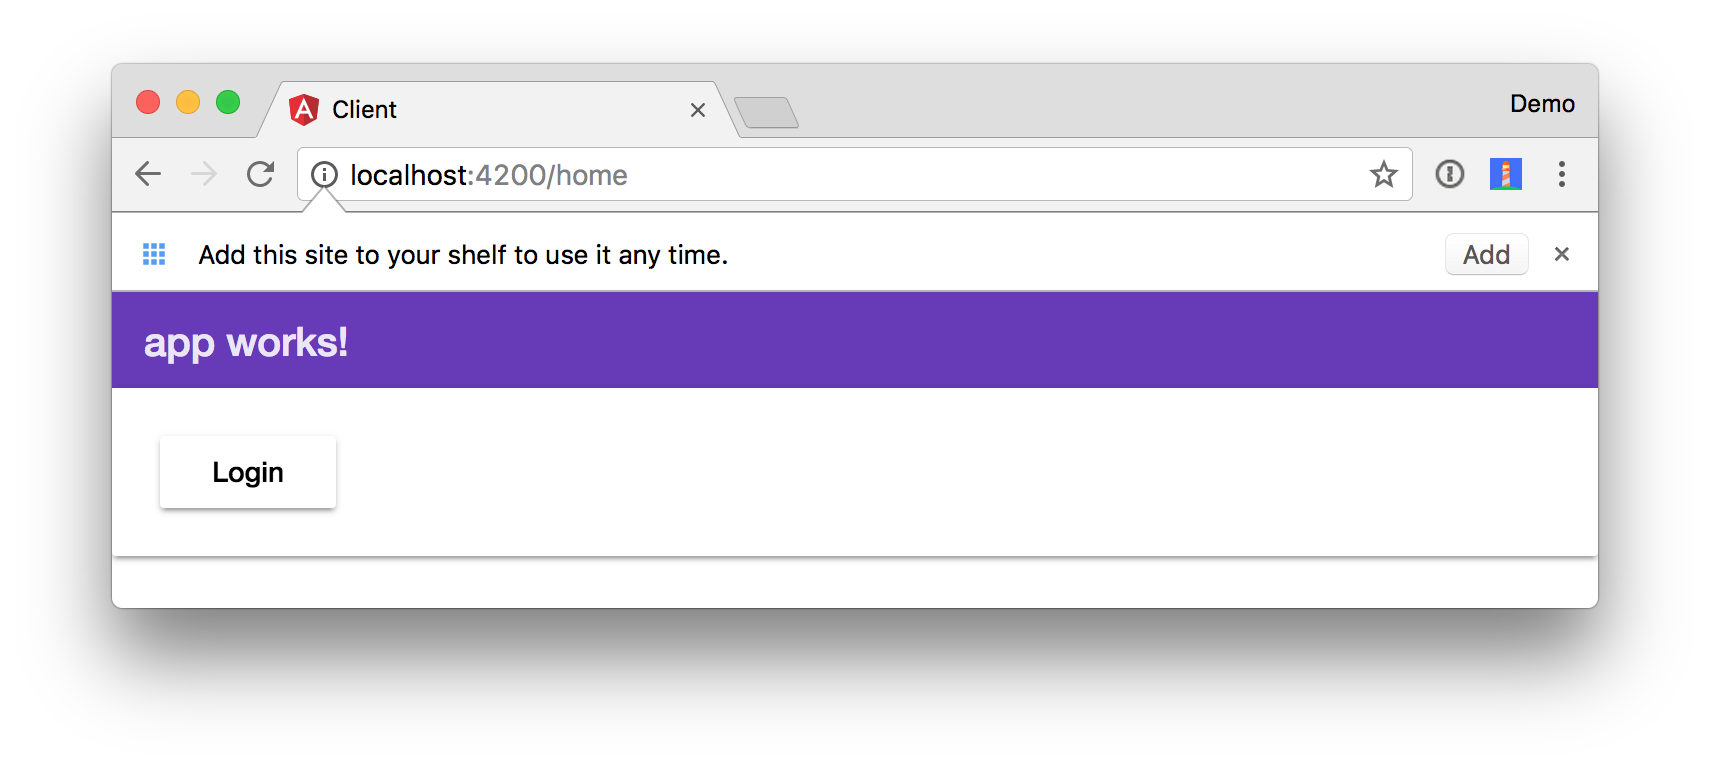 Client
Demo
localhost:4200/home
Add this site to your shelf to use it any time.
Add
app works!
Login